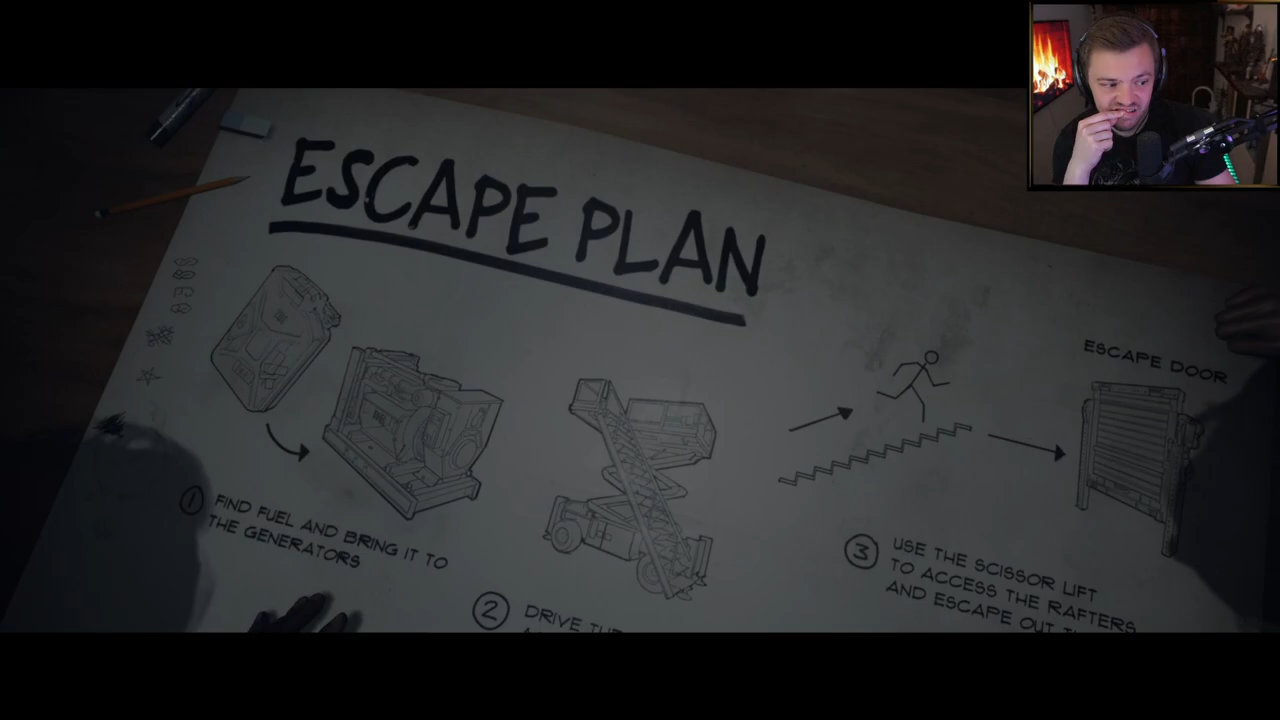 ESCAPE PLAN
8388
ESCAPE DOOR
1 FIND FUEL AND BRING IT TO
THE GENERATORS
2 DRIVE
3 USE THE SCISSOR LIFT
TO ACCESS THE RAFTERS
AND ESCAPE OUT